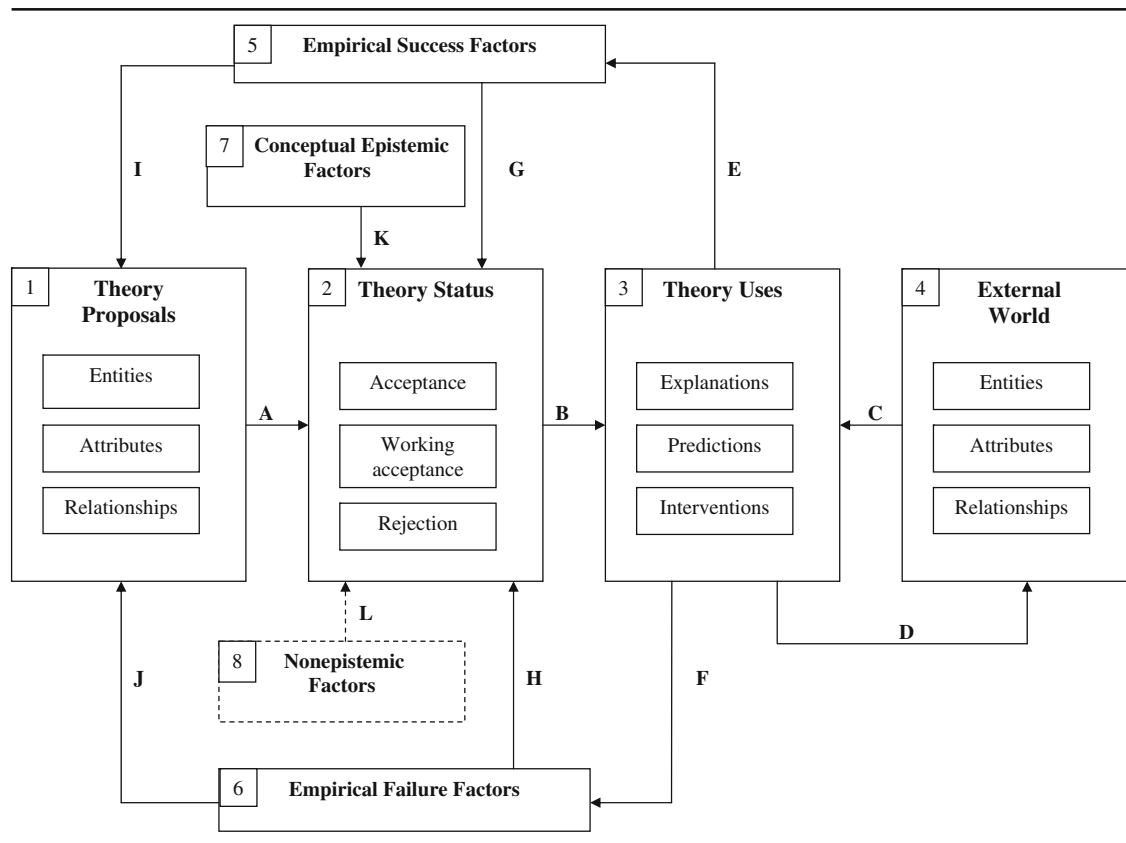 5
Empirical Success Factors
7
Conceptual Epistemic
Factors
I
G
E
K
1
Theory
Proposals
Entities
Attributes
Relationships
A
2
Theory Status
Acceptance
Working
acceptance
Rejection
B
3
Theory Uses
Explanations
Predictions
Interventions
C
4
External
World
Entities
Attributes
Relationships
L
D
8
Nonepistemic
Factors
J
H
F
6
Empirical Failure Factors